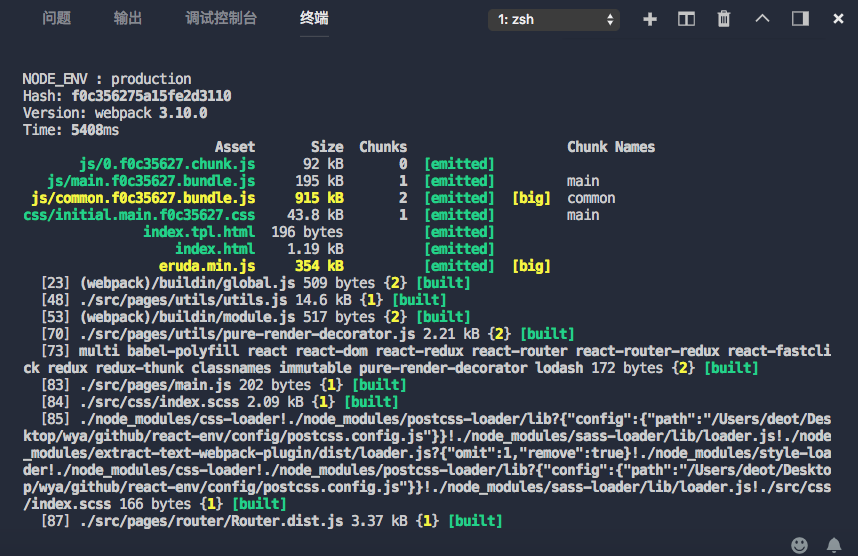 问题 输出 调试控制台 终端 1: zsh
NODE_ENV : production
Hash: f0c356275a15fe2d3110
Version: webpack 3.10.0
Time: 5408ms
Asset Size Chunks Chunk Names
js/0.f0c35627.chunk.js 92 kB 0 [emitted]
js/main.f0c35627.bundle.js 195 kB 1 [emitted] main
js/common.f0c35627.bundle.js 915 kB 2 [emitted] [big] common
css/initial.main.f0c35627.css 43.8 kB 1 [emitted] main
index.tpl.html 196 bytes [emitted]
index.html 1.19 kB [emitted]
eruda.min.js 354 kB [emitted] [big]
[23] (webpack)/buildin/global.js 509 bytes {2} [built]
[48] ./src/pages/utils/utils.js 14.6 kB {1} [built]
[53] (webpack)/buildin/module.js 517 bytes {2} [built]
[70] ./src/pages/utils/pure-render-decorator.js 2.21 kB {2} [built]
[73] multi babel-polyfill react react-dom react-redux react-router react-router-redux react-fastcli
ck redux redux-thunk classnames immutable pure-render-decorator lodash 172 bytes {2} [built]
[83] ./src/pages/main.js 202 bytes {1} [built]
[84] ./src/css/index.scss 2.09 kB {1} [built]
[85] ./node_modules/css-loader!./node_modules/postcss-loader/lib?{"config":{"path":"/Users/deot/Des
ktop/wya/github/react-env/config/postcss.config.js"}}!./node_modules/sass-loader/lib/loader.js!./node
_modules/extract-text-webpack-plugin/dist/loader.js?{"omit":1,"remove":true}!./node_modules/style-loa
der!./node_modules/css-loader!./node_modules/postcss-loader/lib?{"config":{"path":"/Users/deot/Deskto
p/wya/github/react-env/config/postcss.config.js"}}!./node_modules/sass-loader/lib/loader.js!./src/css
/index.scss 166 bytes {1} [built]
[87] ./src/pages/router/Router.dist.js 3.37 kB {1} [built]